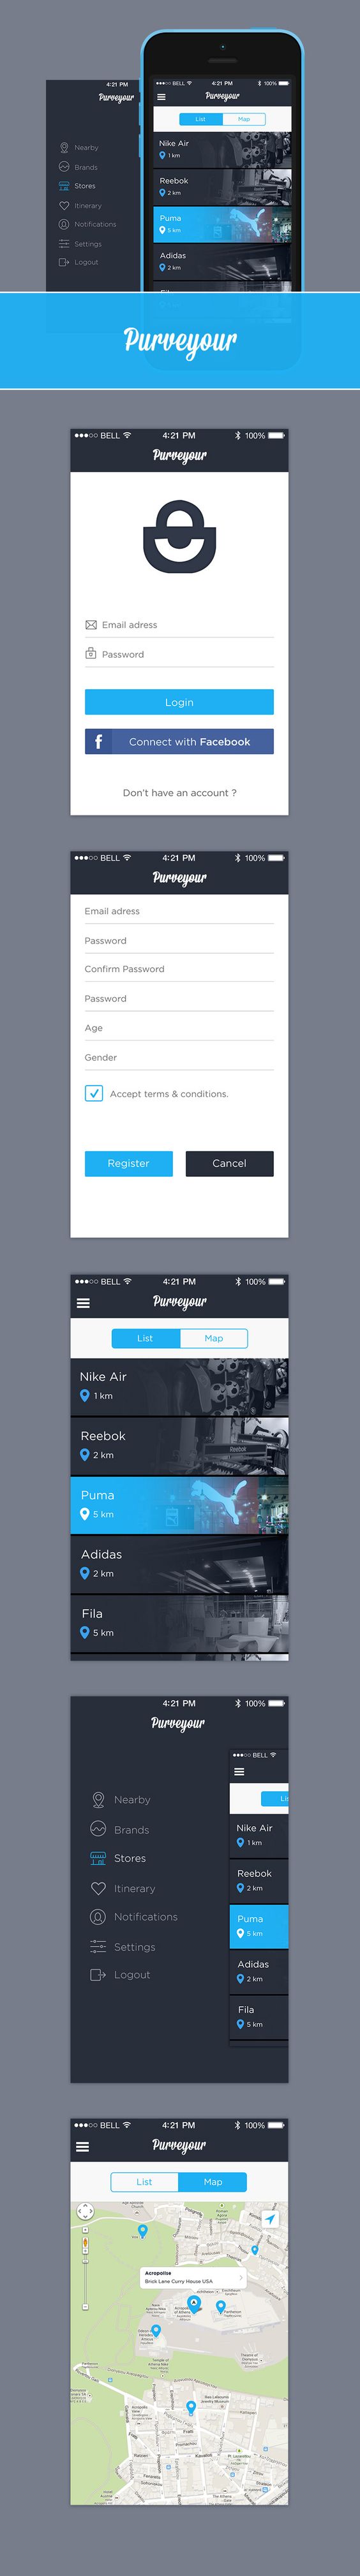 4:21 PM
Purveyour
Nearby
Brands
Stores
Itinerary
Notifications
Settings
Logout
BELL 4:21 PM 100%
Purveyour
List Map
Nike Air
1 km
Reebok
2 km
Puma
5 km
Adidas
2 km
Fila
Purveyour
BELL 4:21 PM 100%
Purveyour
Email adress
Password
Login
f Connect with Facebook
Don't have an account ?
BELL 4:21 PM 100%
Purveyour
Email adress
Password
Confirm Password
Password
Age
Gender
Accept terms & conditions.
Register Cancel
BELL 4:21 PM 100%
Purveyour
List Map
Nike Air
1 km
Reebok
2 km
Reebok
Puma
5 km
Adidas
2 km
Fila
5 km
4:21 PM 100%
Purveyour
Nearby
Brands
Stores
Itinerary
Notifications
Settings
Logout
BELL
Lis
Nike Air
1 km
Reebok
2 km
Puma
5 km
Adidas
2 km
Fila
5 km
BELL 4:21 PM 100%
Purveyour
List Map
Acropolise
Brick Lane Curry House USA